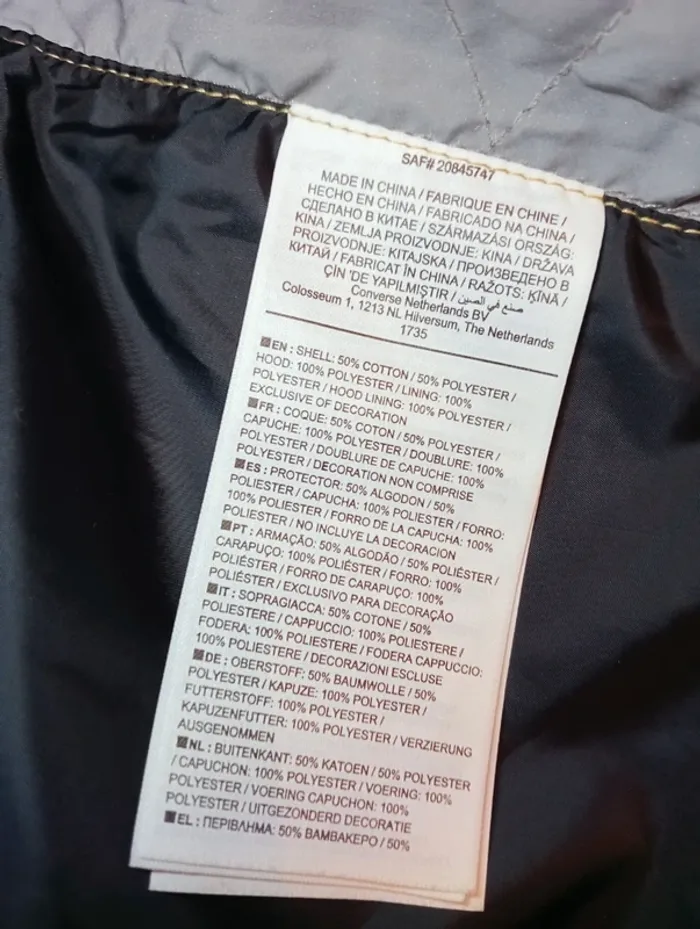 SAF# 20845747
MADE IN CHINA / FABRIQUE EN CHINE /
HECHO EN CHINA / FABRICADO NA CHINA /
СДЕЛАНО В КИТАЕ / SZÁRMAZÁSI ORSZÁG:
KINA / ZEMLJA PROIZVODNJE: KINA / DRŽAVA
PROIZVODNJE: KITAJSKA / ПРОИЗВЕДЕНО В
КИТАЙ / FABRICAT ÎN CHINA / RAŽOTS: ĶĪNĀ /
ÇİN 'DE YAPILMIŞTIR / صنع في الصين
Converse Netherlands BV
Colosseum 1, 1213 NL Hilversum, The Netherlands
1735
EN : SHELL: 50% COTTON / 50% POLYESTER /
HOOD: 100% POLYESTER / LINING: 100%
POLYESTER / HOOD LINING: 100% POLYESTER /
EXCLUSIVE OF DECORATION
FR : COQUE: 50% COTON / 50% POLYESTER /
CAPUCHE: 100% POLYESTER / DOUBLURE: 100%
POLYESTER / DOUBLURE DE CAPUCHE: 100%
POLYESTER / DECORATION NON COMPRISE
ES : PROTECTOR: 50% ALGODON / 50%
POLIESTER / CAPUCHA: 100% POLIESTER / FORRO:
100% POLIESTER / FORRO DE LA CAPUCHA: 100%
POLIESTER / NO INCLUYE LA DECORACION
PT : ARMAÇÃO: 50% ALGODÃO / 50% POLIÉSTER /
CARAPUÇO: 100% POLIÉSTER / FORRO: 100%
POLIÉSTER / FORRO DE CARAPUÇO: 100%
POLIÉSTER / EXCLUSIVO PARA DECORAÇÃO
IT : SOPRAGIACCA: 50% COTONE / 50%
POLIESTERE / CAPPUCCIO: 100% POLIESTERE /
FODERA: 100% POLIESTERE / FODERA CAPPUCCIO:
100% POLIESTERE / DECORAZIONI ESCLUSE
DE : OBERSTOFF: 50% BAUMWOLLE / 50%
POLYESTER / KAPUZE: 100% POLYESTER /
FUTTERSTOFF: 100% POLYESTER /
KAPUZENFUTTER: 100% POLYESTER / VERZIERUNG
AUSGENOMMEN
NL : BUITENKANT: 50% KATOEN / 50% POLYESTER
/ CAPUCHON: 100% POLYESTER / VOERING: 100%
POLYESTER / VOERING CAPUCHON: 100%
POLYESTER / UITGEZONDERD DECORATIE
EL : ΠΕΡΙΒΛΗΜΑ: 50% ΒΑΜΒΑΚΕΡΟ / 50%